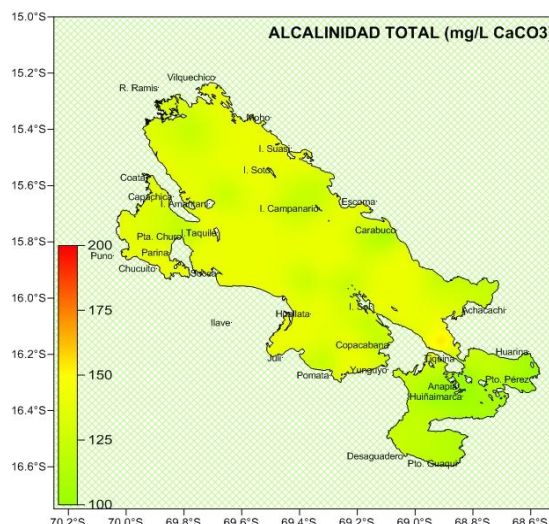 15.0°S
ALCALINIDAD TOTAL (mg/L CaCO3)
15.2°S
Vilquechico
R. Ramis
15.4°S
Moho
I. Suasi
I. Soto
15.6°S
Coata
Capachica
I. Amantani
I. Campanario
Escoma
Carabuco
15.8°S
Pta. Churo
I.Taquile
Puno
Parina
200
Chucuito
16.0°S
175
I. Sol
Achacachi
Ilave
Huillata
16.2°S
Copacabana
Tiquina
Huarina
150
Juli
Pomata
Yunguyo
Anapia
Pto. Pérez
Huiñaimarca
16.4°S
125
Desaguadero
Pto. Guaqui
16.6°S
100
70.2°W
70.0°W
69.8°W
69.6°W
69.4°W
69.2°W
69.0°W
68.8°W
68.6°W